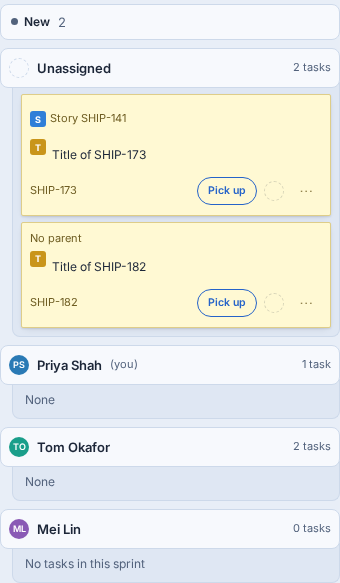 New 2
Unassigned 2 tasks
S Story SHIP-141
T Title of SHIP-173
SHIP-173 Pick up ...
No parent
T Title of SHIP-182
SHIP-182 Pick up ...
PS Priya Shah (you) 1 task
None
TO Tom Okafor 2 tasks
None
ML Mei Lin 0 tasks
No tasks in this sprint